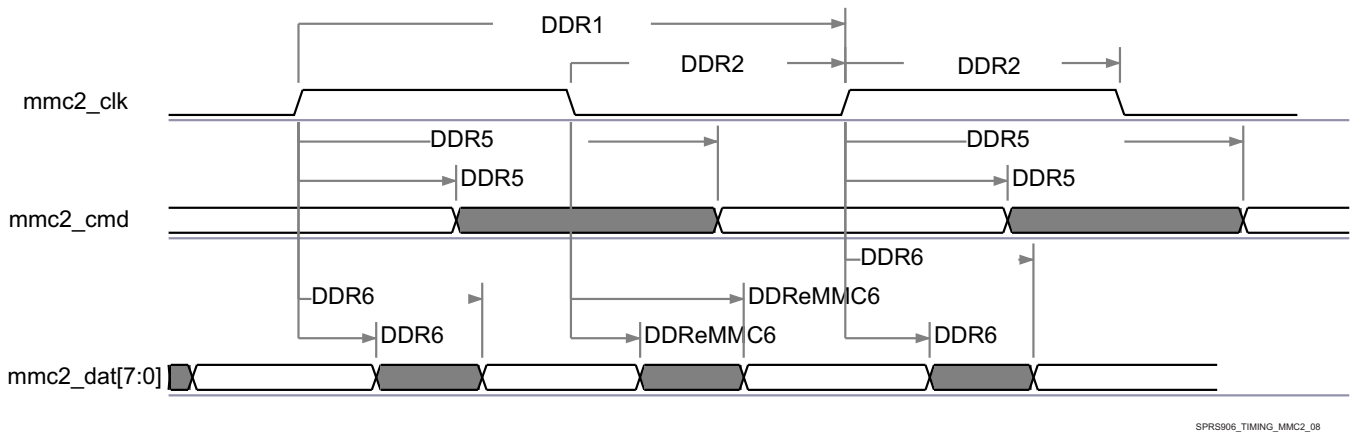 DDR1
DDR2 DDR2
mmc2_clk
DDR5 DDR5
DDR5 DDR5
mmc2_cmd
DDR6
DDR6 DDReMMC6
DDR6 DDReMMC6 DDR6
mmc2_dat[7:0]
SPRS906_TIMING_MMC2_08